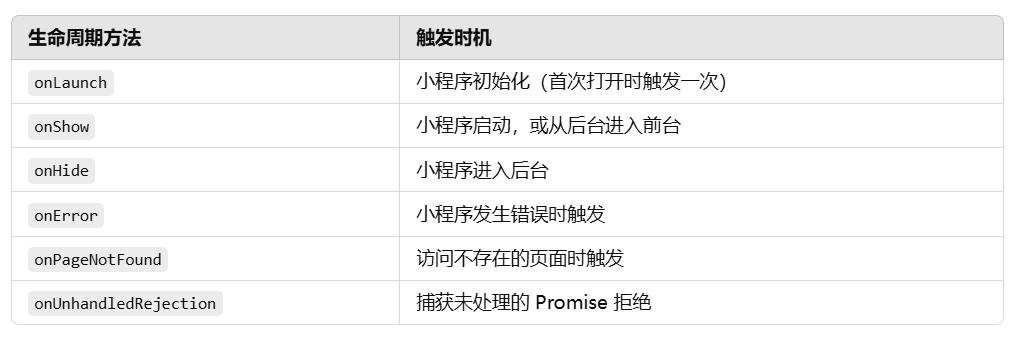 生命周期方法 触发时机
onLaunch 小程序初始化（首次打开时触发一次）
onShow 小程序启动，或从后台进入前台
onHide 小程序进入后台
onError 小程序发生错误时触发
onPageNotFound 访问不存在的页面时触发
onUnhandledRejection 捕获未处理的 Promise 拒绝